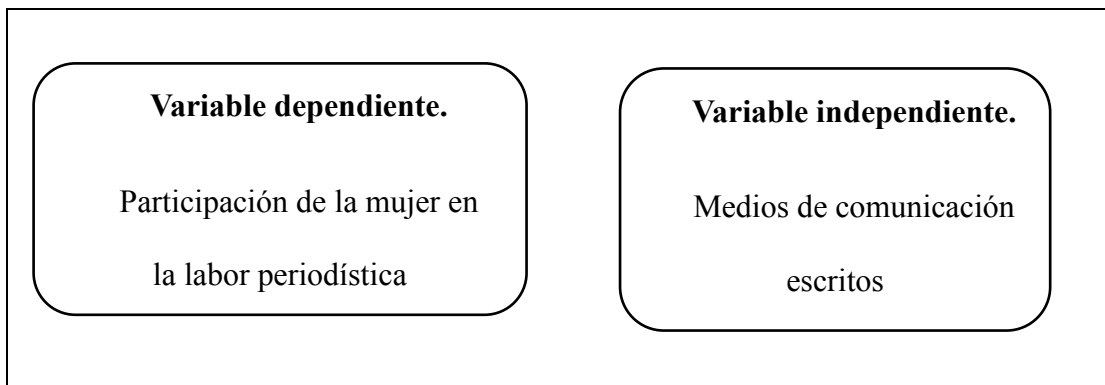 Variable dependiente.
Participación de la mujer en
la labor periodística
Variable independiente.
Medios de comunicación
escritos